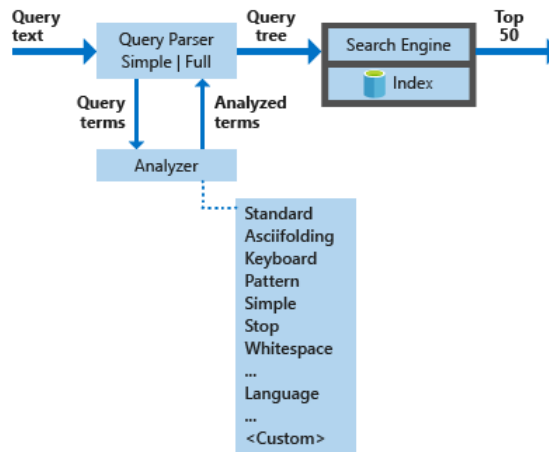 Query
text
Query Parser
Simple | Full
Query
tree
Search Engine
Index
Top
50
Query
terms
Analyzed
terms
Analyzer
Standard
Asciifolding
Keyboard
Pattern
Simple
Stop
Whitespace
...
Language
...
<Custom>